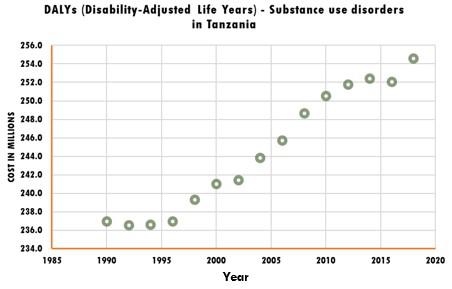 DALYs (Disability-Adjusted Life Years) - Substance use disorders
in Tanzania
COST IN MILLIONS
256.0
254.0
252.0
250.0
248.0
246.0
244.0
242.0
240.0
238.0
236.0
234.0
1985 1990 1995 2000 2005 2010 2015 2020
Year